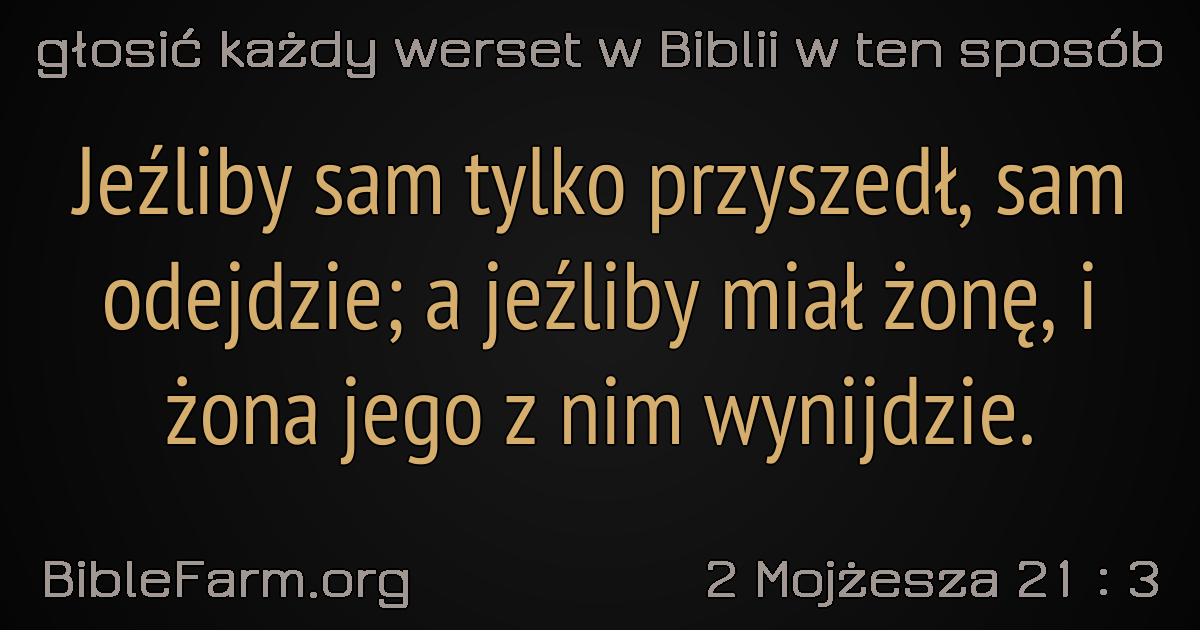 głosić każdy werset w Biblii w ten sposób
Jeźliby sam tylko przyszedł, sam
odejdzie; a jeźliby miał żonę, i
żona jego z nim wynijdzie.
BibleFarm.org
2 Mojżesza 21 : 3